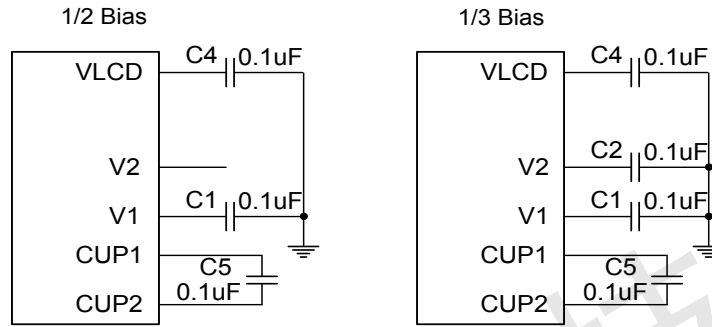 1/2 Bias
VLCD
C4 0.1uF
V2
V1
C1 0.1uF
CUP1
C5
0.1uF
CUP2
1/3 Bias
VLCD
C4 0.1uF
V2
C2 0.1uF
V1
C1 0.1uF
CUP1
C5
0.1uF
CUP2